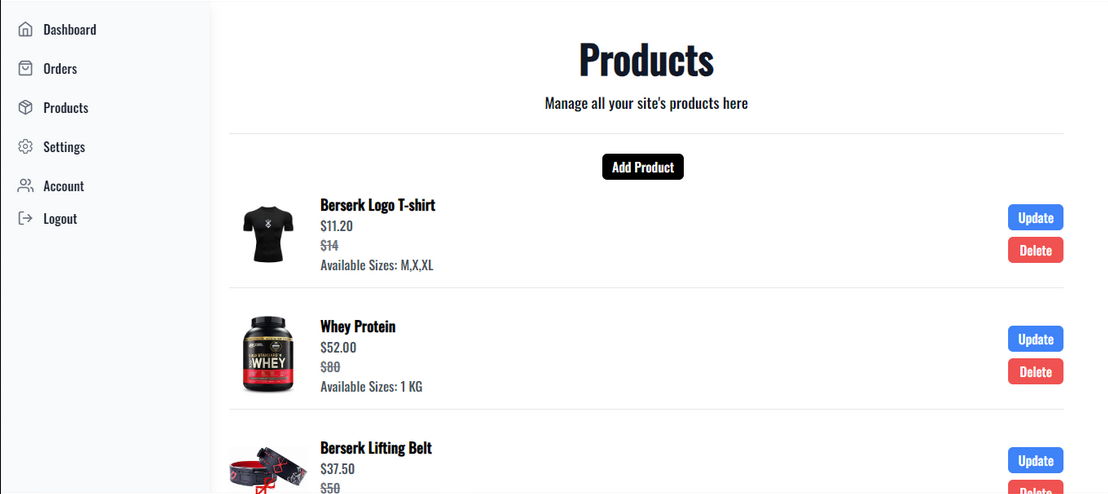 Dashboard
Orders
Products
Settings
Account
Logout
Products
Manage all your site's products here
Add Product
Berserk Logo T-shirt
$11.20
$14
Available Sizes: M,X,XL
Update
Delete
Whey Protein
$52.00
$80
Available Sizes: 1 KG
WHEY
Update
Delete
Berserk Lifting Belt
$37.50
$50
Update
Delete